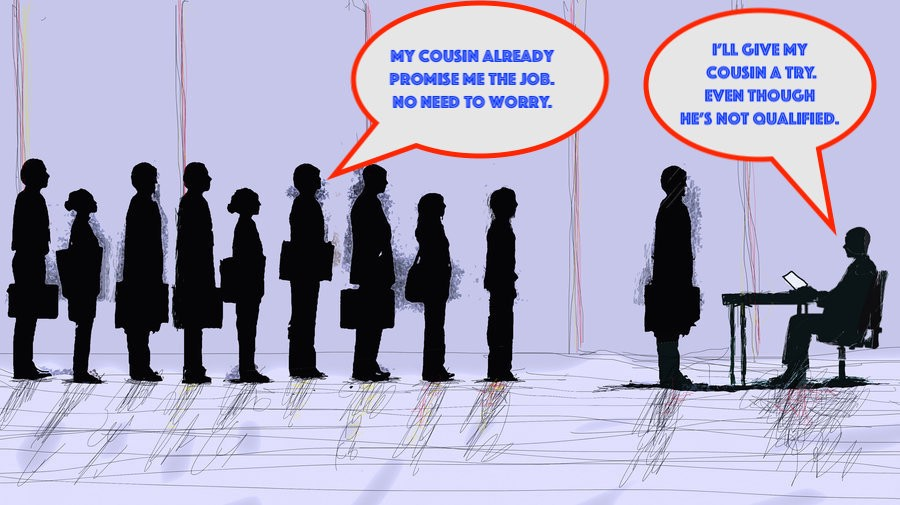 MY COUSIN ALREADY
PROMISE ME THE JOB.
NO NEED TO WORRY.
I'LL GIVE MY
COUSIN A TRY.
EVEN THOUGH
HE'S NOT QUALIFIED.